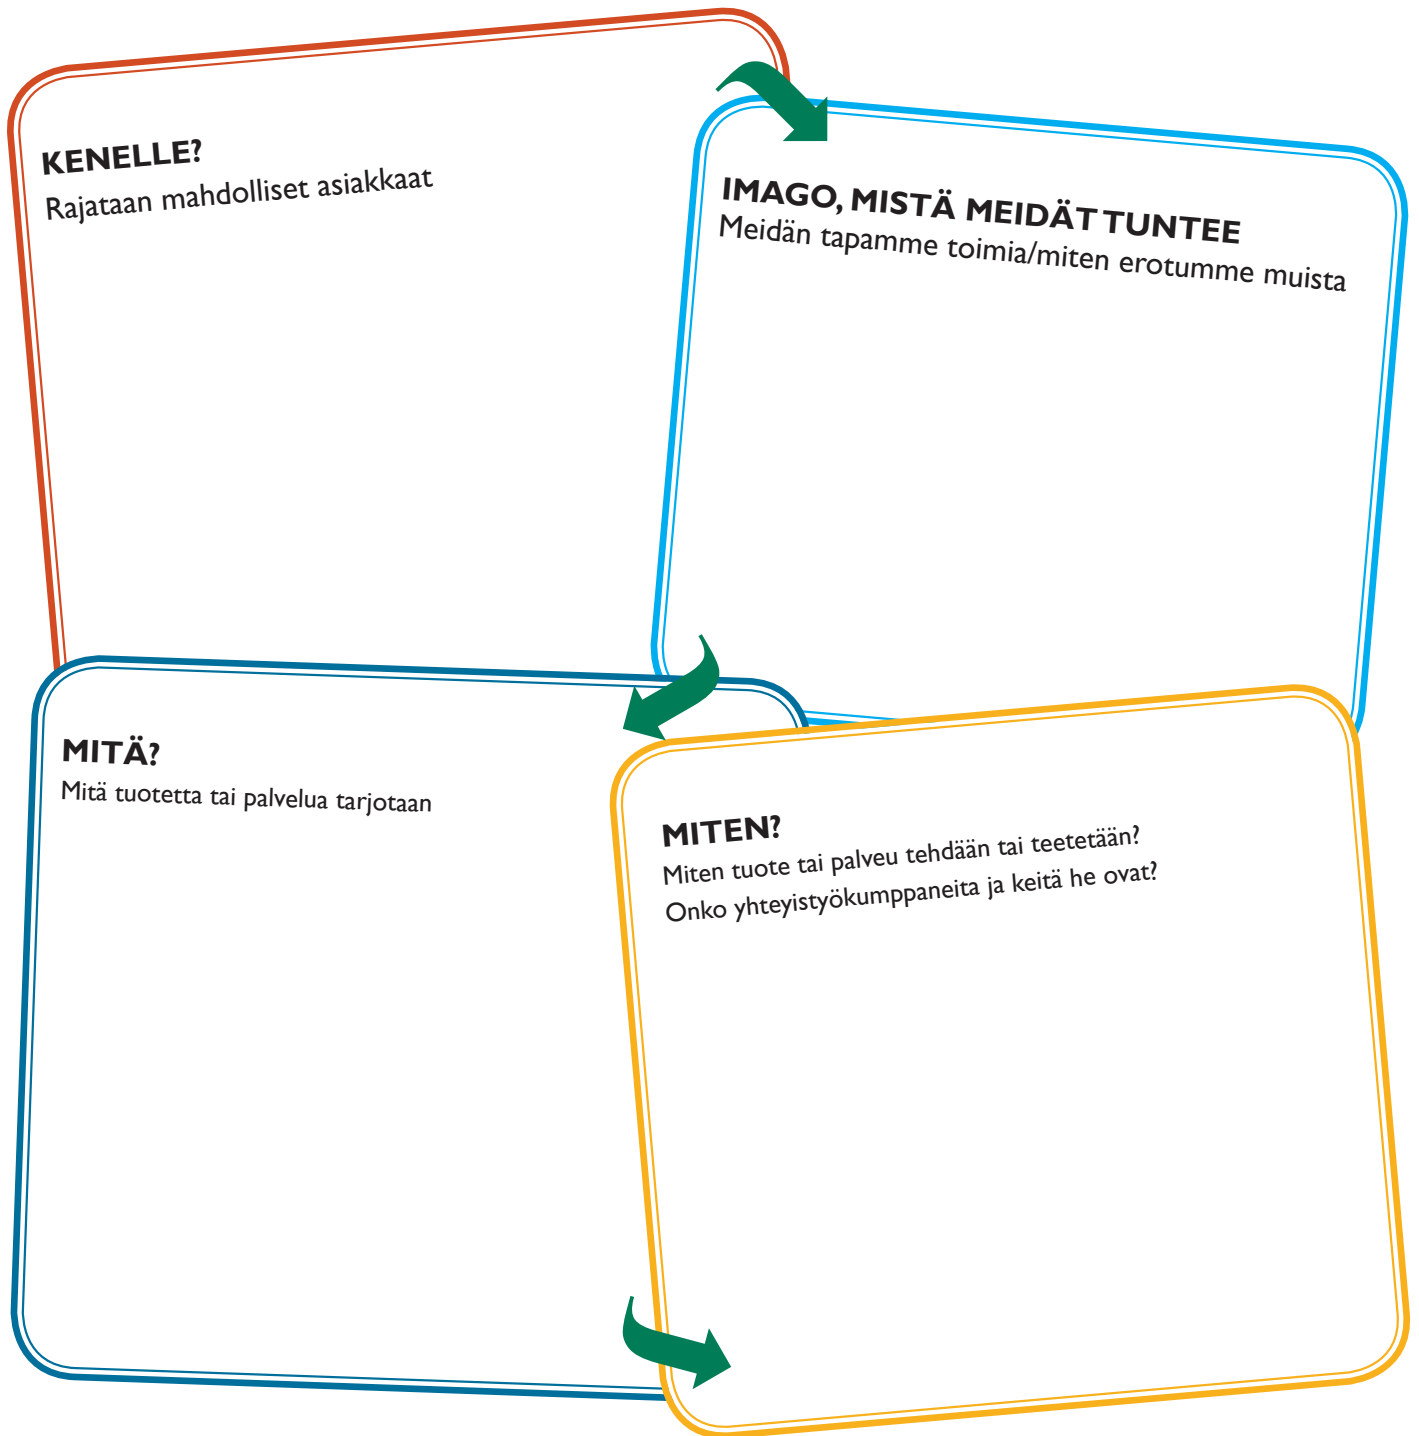 KENELLE?
Rajataan mahdolliset asiakkaat
IMAGO, MISTÄ MEIDÄT TUNTEE
Meidän tapamme toimia/miten erotumme muista
MITÄ?
Mitä tuotetta tai palvelua tarjotaan
MITEN?
Miten tuote tai palveu tehdään tai teetetään?
Onko yhteyistyökumppaneita ja keitä he ovat?